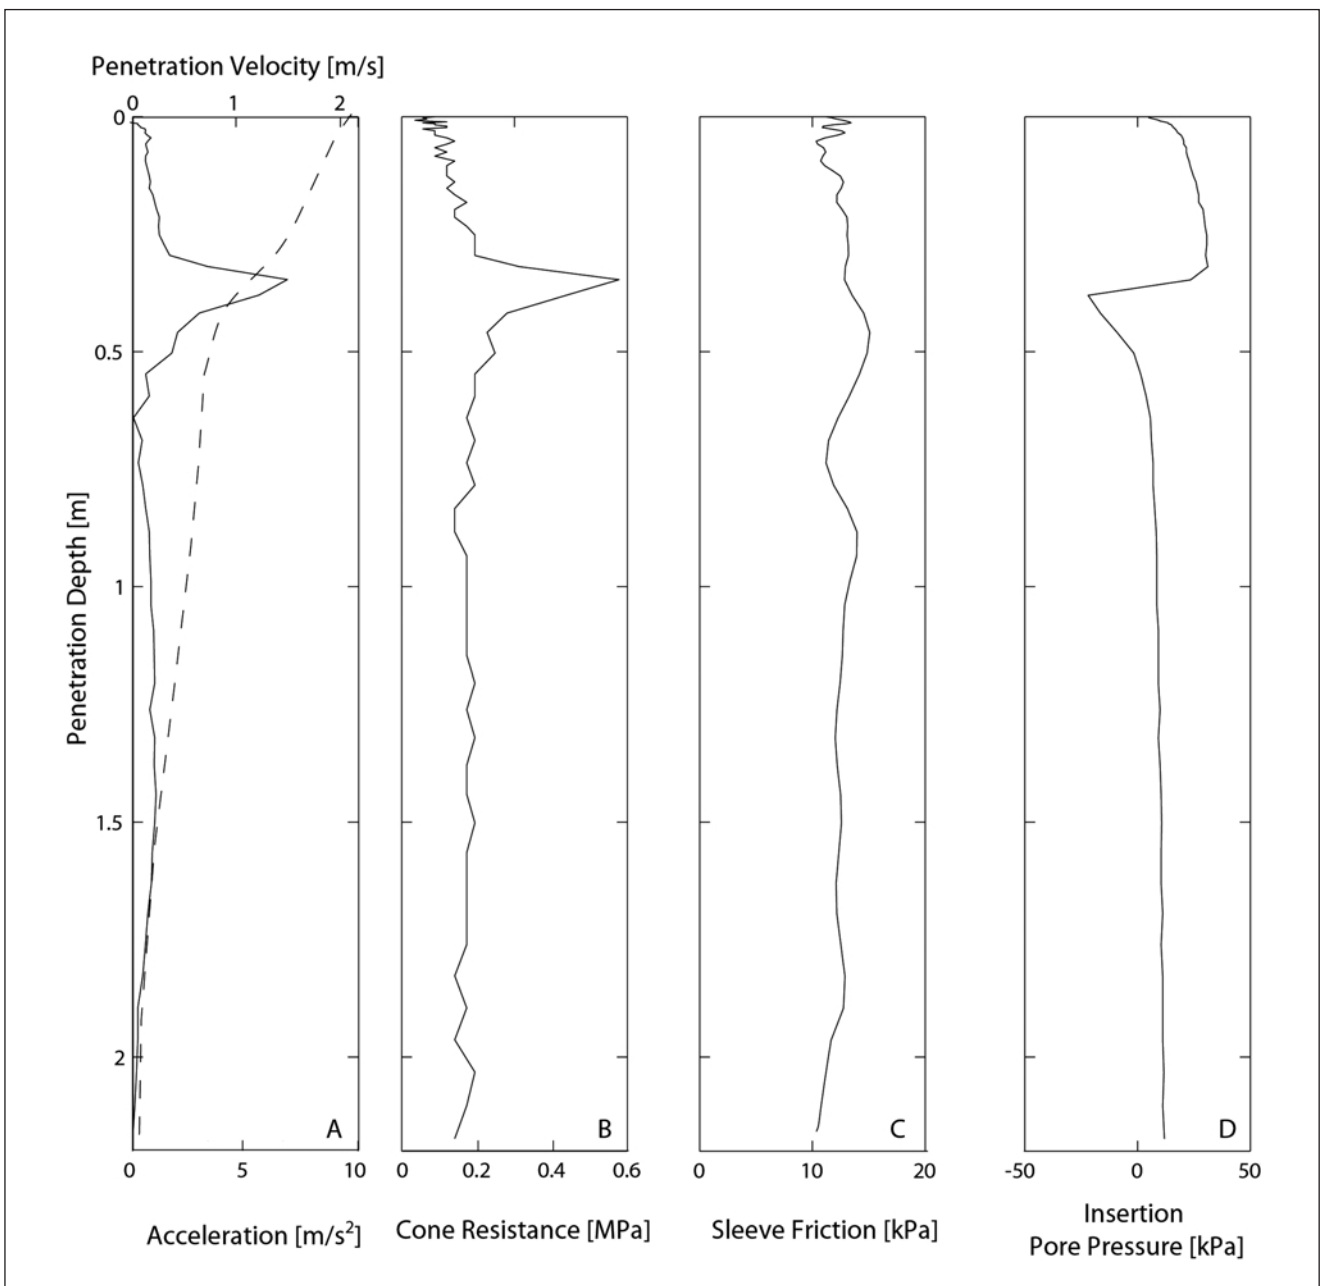 Penetration Velocity [m/s]
0 1 2
0
0.5
1
1.5
2
Penetration Depth [m]
A B C D
0 5 10 0 0.2 0.4 0.6 0 10 20 -50 0 50
Acceleration [m/s²] Cone Resistance [MPa] Sleeve Friction [kPa] Insertion
Pore Pressure [kPa]